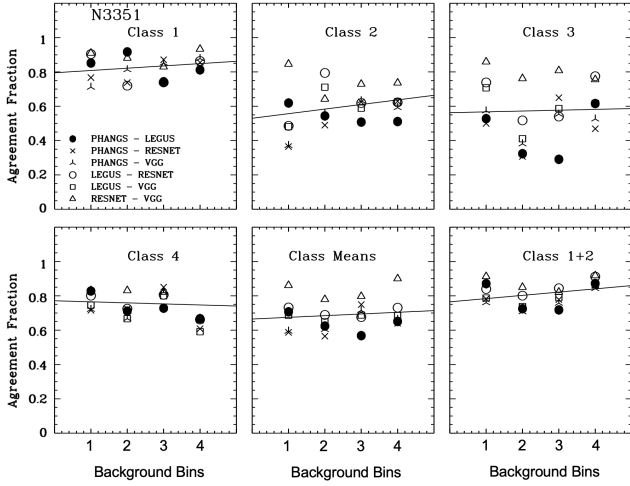 N3351
Class 1
Class 2
Class 3
Agreement Fraction
1
0.8
0.6
0.4
0.2
0
PHANGS – LEGUS
PHANGS – RESNET
PHANGS – VGG
LEGUS – RESNET
LEGUS – VGG
RESNET – VGG
Class 4
Class Means
Class 1+2
Agreement Fraction
1
0.8
0.6
0.4
0.2
0
1 2 3 4
1 2 3 4
1 2 3 4
Background Bins
Background Bins
Background Bins